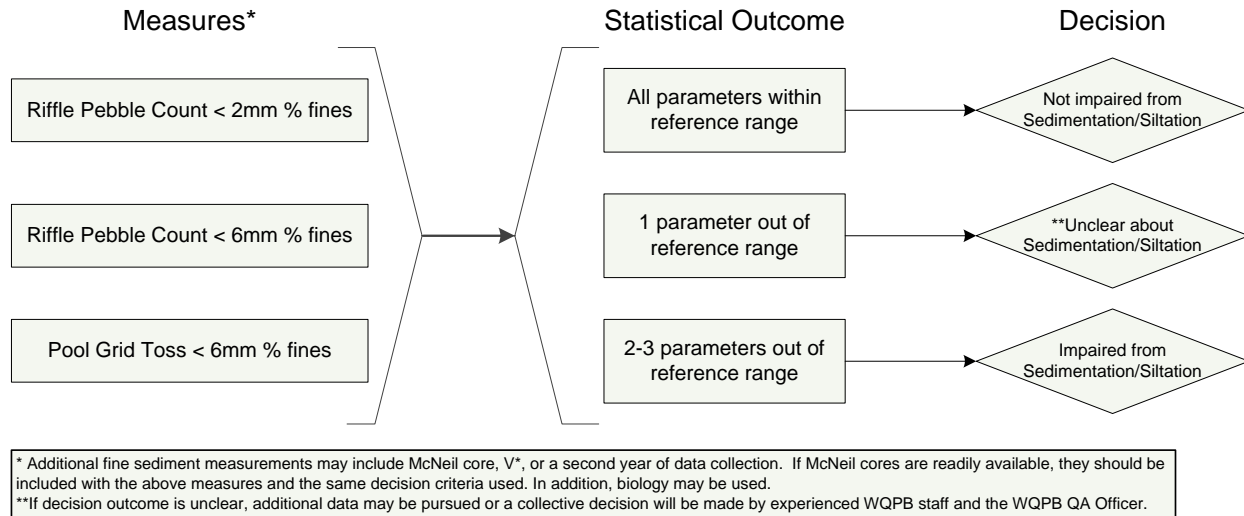 Measures*
Statistical Outcome
Decision
Riffle Pebble Count < 2mm % fines
All parameters within
reference range
Not impaired from
Sedimentation/Siltation
Riffle Pebble Count < 6mm % fines
1 parameter out of
reference range
**Unclear about
Sedimentation/Siltation
Pool Grid Toss < 6mm % fines
2-3 parameters out of
reference range
Impaired from
Sedimentation/Siltation
* Additional fine sediment measurements may include McNeil core, V*, or a second year of data collection.  If McNeil cores are readily available, they should be
included with the above measures and the same decision criteria used. In addition, biology may be used.
**If decision outcome is unclear, additional data may be pursued or a collective decision will be made by experienced WQPB staff and the WQPB QA Officer.